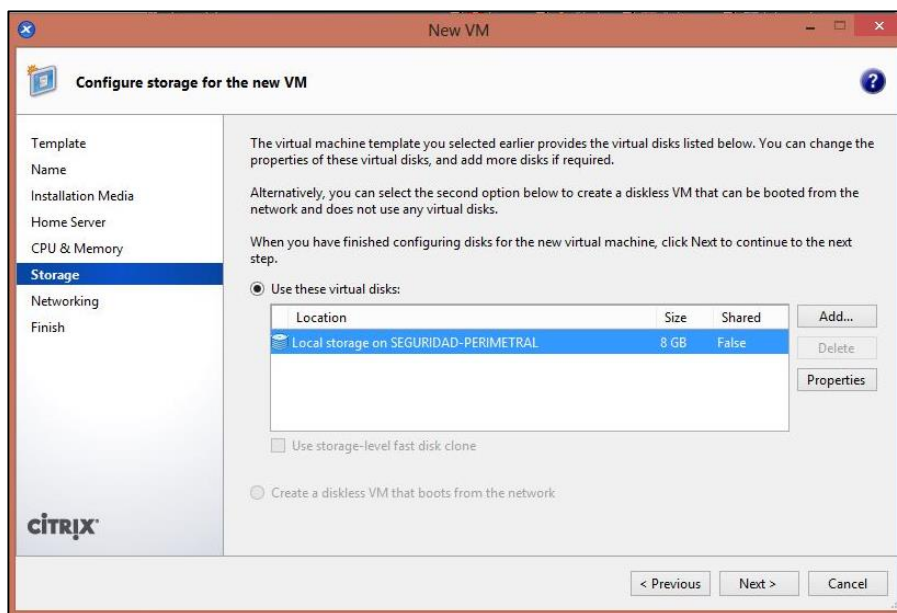 New VM
Configure storage for the new VM
Template
Name
Installation Media
Home Server
CPU & Memory
Storage
Networking
Finish
CITRIX
The virtual machine template you selected earlier provides the virtual disks listed below. You can change the
properties of these virtual disks, and add more disks if required.
Alternatively, you can select the second option below to create a diskless VM that can be booted from the
network and does not use any virtual disks.
When you have finished configuring disks for the new virtual machine, click Next to continue to the next
step.
Use these virtual disks:
Location Size Shared
Local storage on SEGURIDAD-PERIMETRAL 8 GB False
Add...
Delete
Properties
Use storage-level fast disk clone
Create a diskless VM that boots from the network
< Previous Next > Cancel